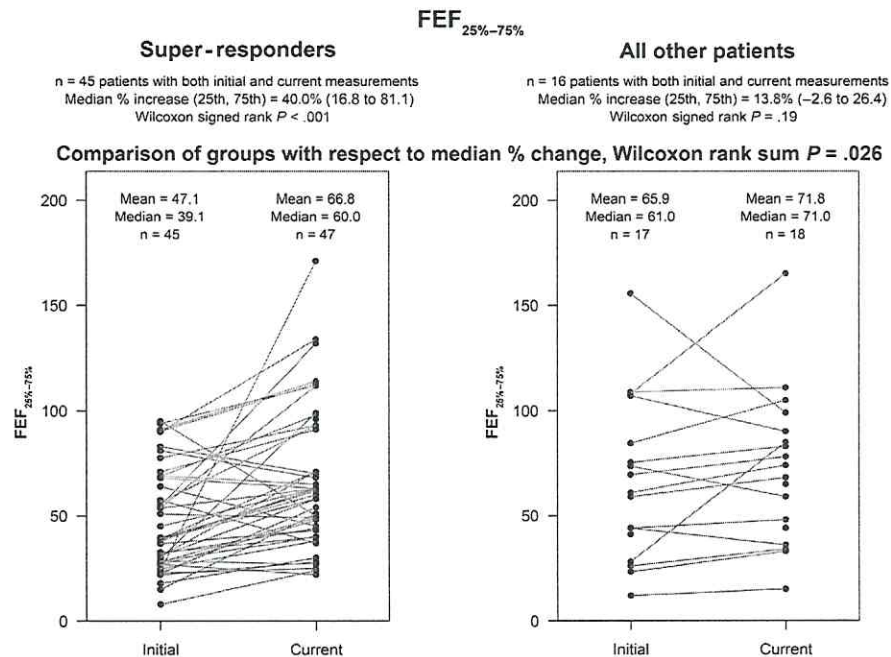 FEF25%–75%
Super-responders
n = 45 patients with both initial and current measurements
Median % increase (25th, 75th) = 40.0% (16.8 to 81.1)
Wilcoxon signed rank P < .001
All other patients
n = 16 patients with both initial and current measurements
Median % increase (25th, 75th) = 13.8% (−2.6 to 26.4)
Wilcoxon signed rank P = .19
Comparison of groups with respect to median % change, Wilcoxon rank sum P = .026
Mean = 47.1
Median = 39.1
n = 45
Mean = 66.8
Median = 60.0
n = 47
200
150
100
50
0
FEF25%–75%
Initial
Current
Mean = 65.9
Median = 61.0
n = 17
Mean = 71.8
Median = 71.0
n = 18
200
150
100
50
0
FEF25%–75%
Initial
Current